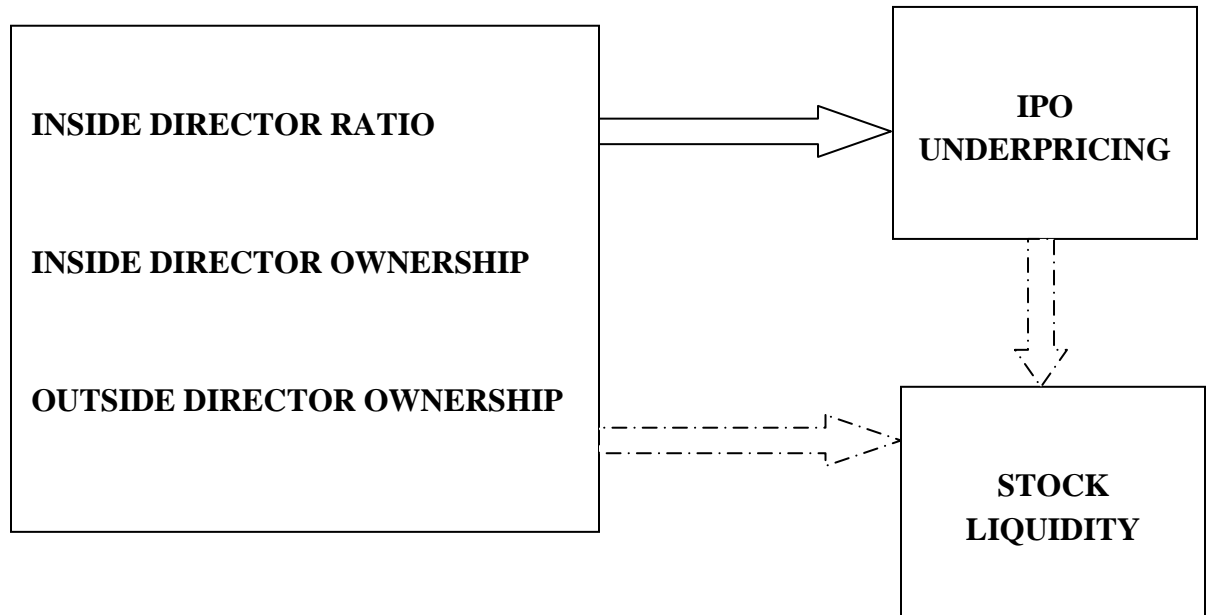 INSIDE DIRECTOR RATIO
INSIDE DIRECTOR OWNERSHIP
OUTSIDE DIRECTOR OWNERSHIP
IPO
UNDERPRICING
STOCK
LIQUIDITY